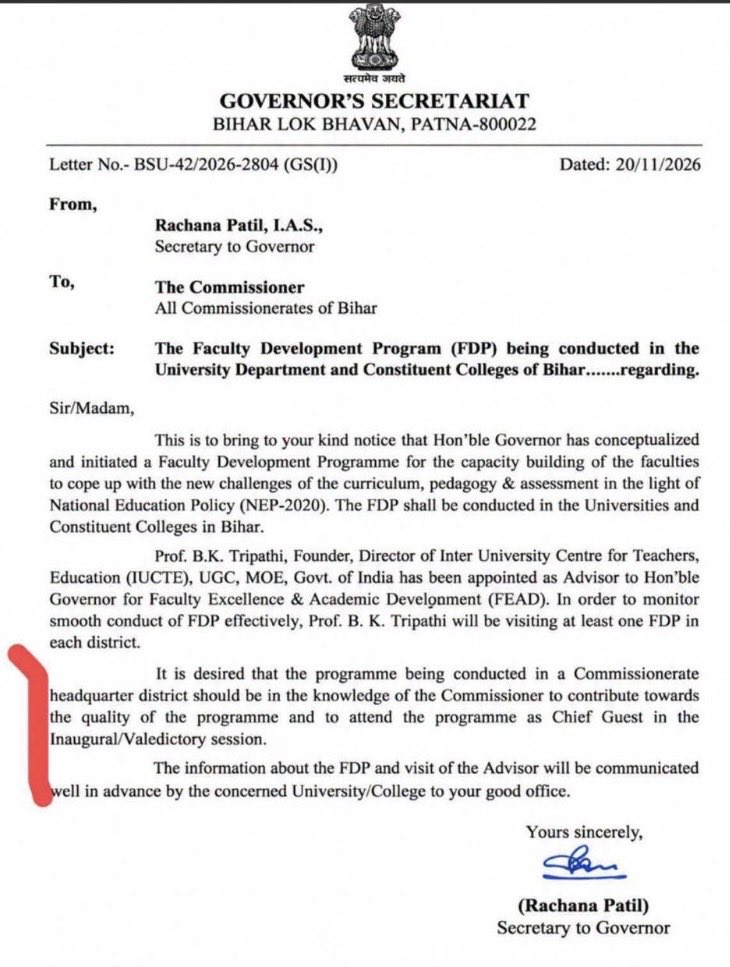 सत्यमेव जयते
GOVERNOR'S SECRETARIAT
BIHAR LOK BHAVAN, PATNA-800022
Letter No.- BSU-42/2026-2804 (GS(I))
Dated: 20/11/2026
From,
Rachana Patil, I.A.S.,
Secretary to Governor
To,
The Commissioner
All Commissionerates of Bihar
Subject: The Faculty Development Program (FDP) being conducted in the
University Department and Constituent Colleges of Bihar.......regarding.
Sir/Madam,
This is to bring to your kind notice that Hon'ble Governor has conceptualized
and initiated a Faculty Development Programme for the capacity building of the faculties
to cope up with the new challenges of the curriculum, pedagogy & assessment in the light of
National Education Policy (NEP-2020). The FDP shall be conducted in the Universities and
Constituent Colleges in Bihar.
Prof. B.K. Tripathi, Founder, Director of Inter University Centre for Teachers,
Education (IUCTE), UGC, MOE, Govt. of India has been appointed as Advisor to Hon'ble
Governor for Faculty Excellence & Academic Development (FEAD). In order to monitor
smooth conduct of FDP effectively, Prof. B. K. Tripathi will be visiting at least one FDP in
each district.
It is desired that the programme being conducted in a Commissionerate
headquarter district should be in the knowledge of the Commissioner to contribute towards
the quality of the programme and to attend the programme as Chief Guest in the
Inaugural/Valedictory session.
The information about the FDP and visit of the Advisor will be communicated
well in advance by the concerned University/College to your good office.
Yours sincerely,
(Rachana Patil)
Secretary to Governor